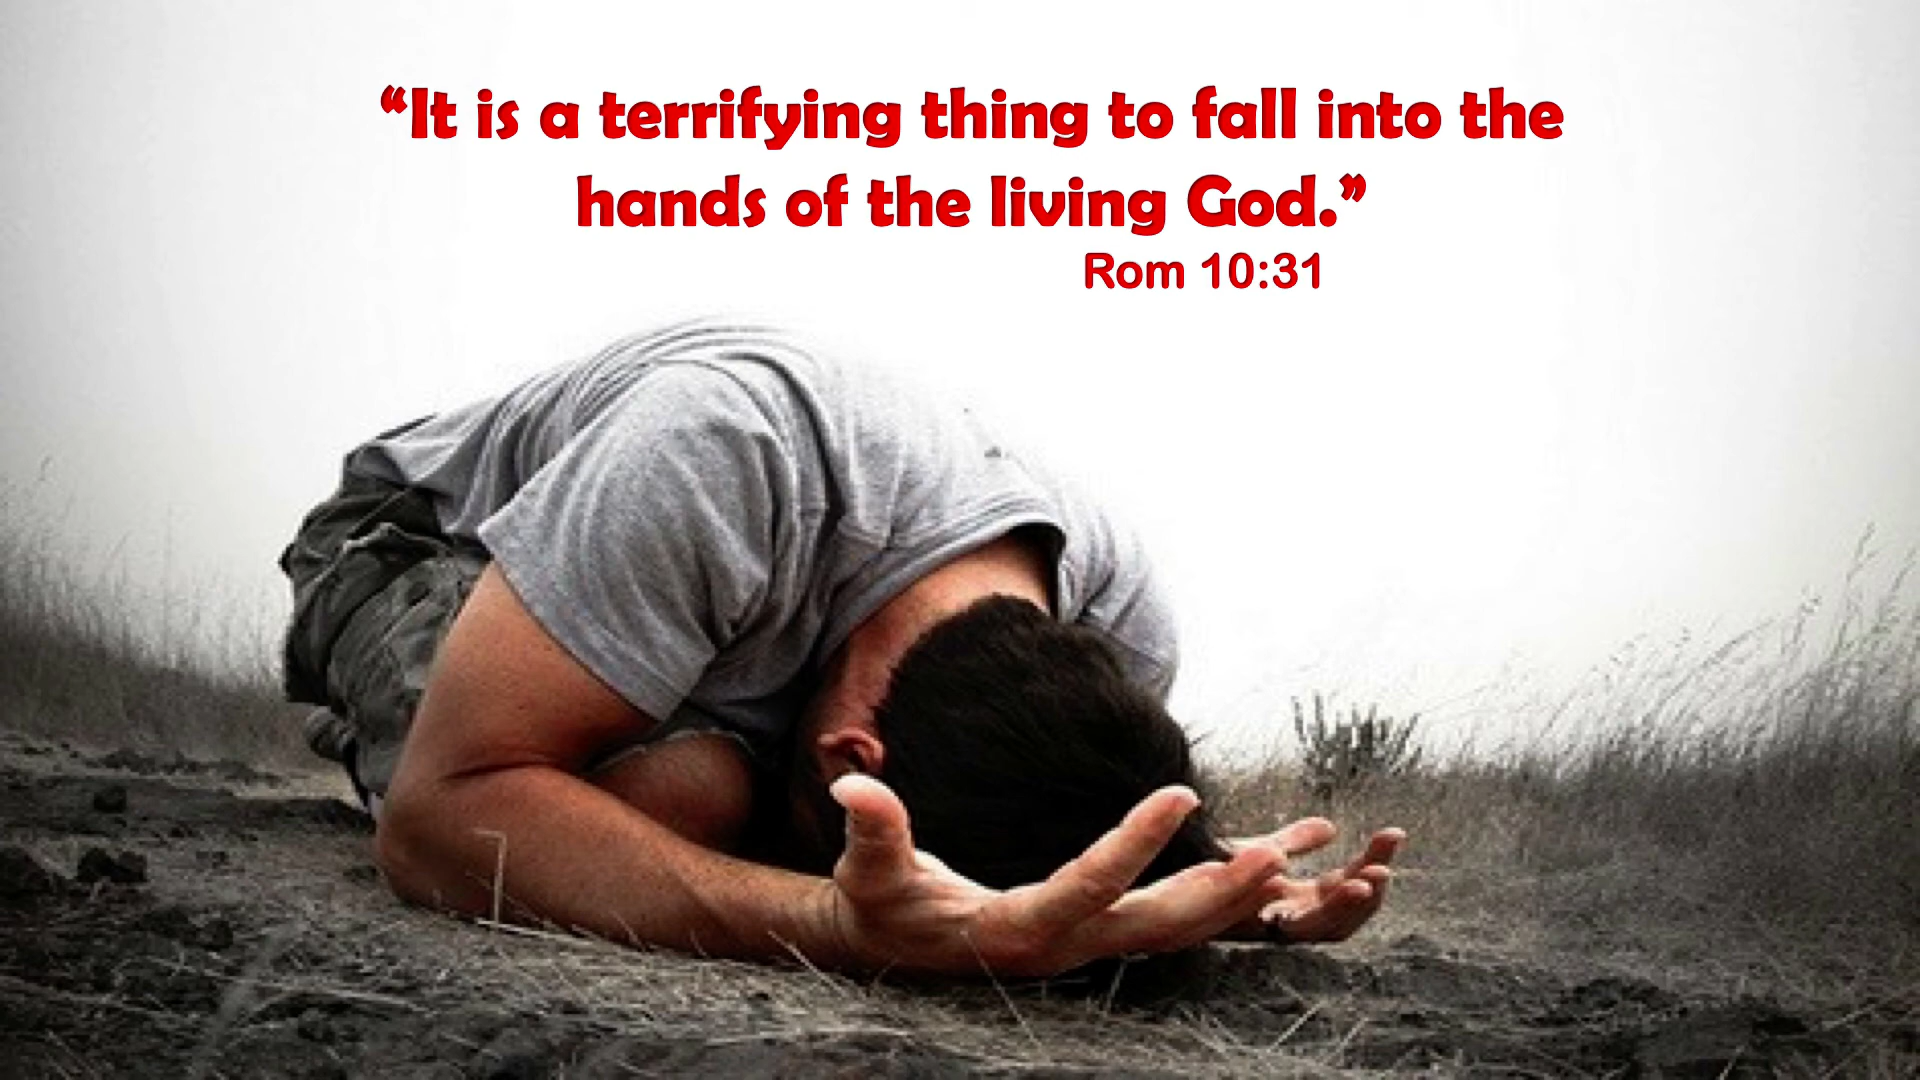 “It is a terrifying thing to fall into the
hands of the living God.”
Rom 10:31